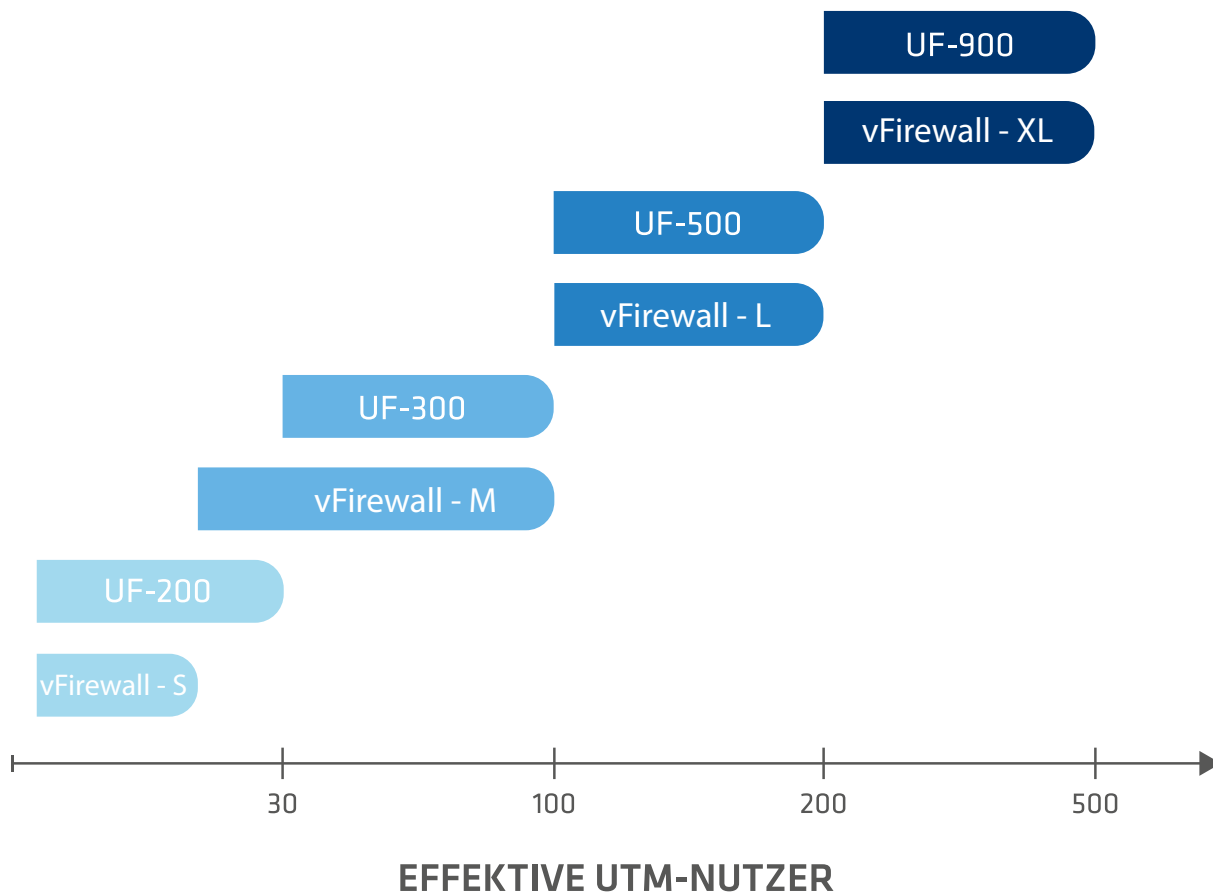 UF-900
vFirewall - XL
UF-500
vFirewall - L
UF-300
vFirewall - M
UF-200
vFirewall - S
30 100 200 500
EFFEKTIVE UTM-NUTZER